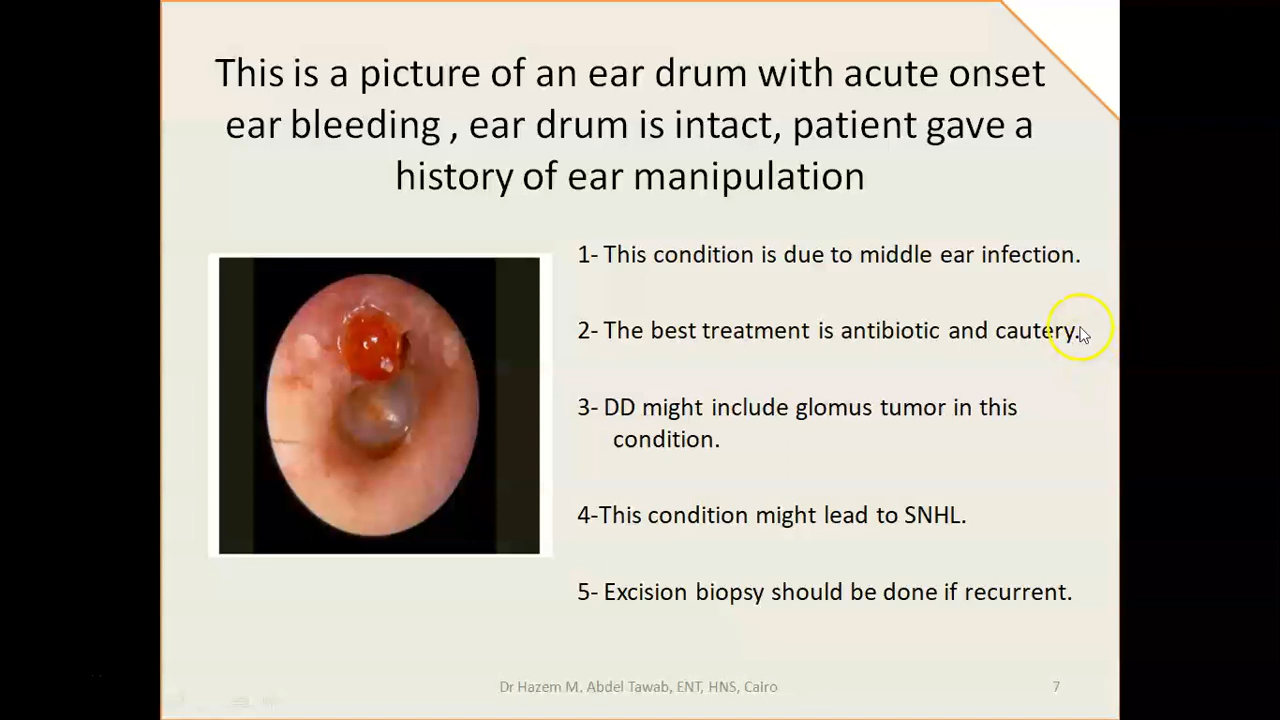 This is a picture of an ear drum with acute onset
ear bleeding , ear drum is intact, patient gave a
history of ear manipulation
1- This condition is due to middle ear infection.
2- The best treatment is antibiotic and cautery.
3- DD might include glomus tumor in this
condition.
4-This condition might lead to SNHL.
5- Excision biopsy should be done if recurrent.
Dr Hazem M. Abdel Tawab, ENT, HNS, Cairo
7